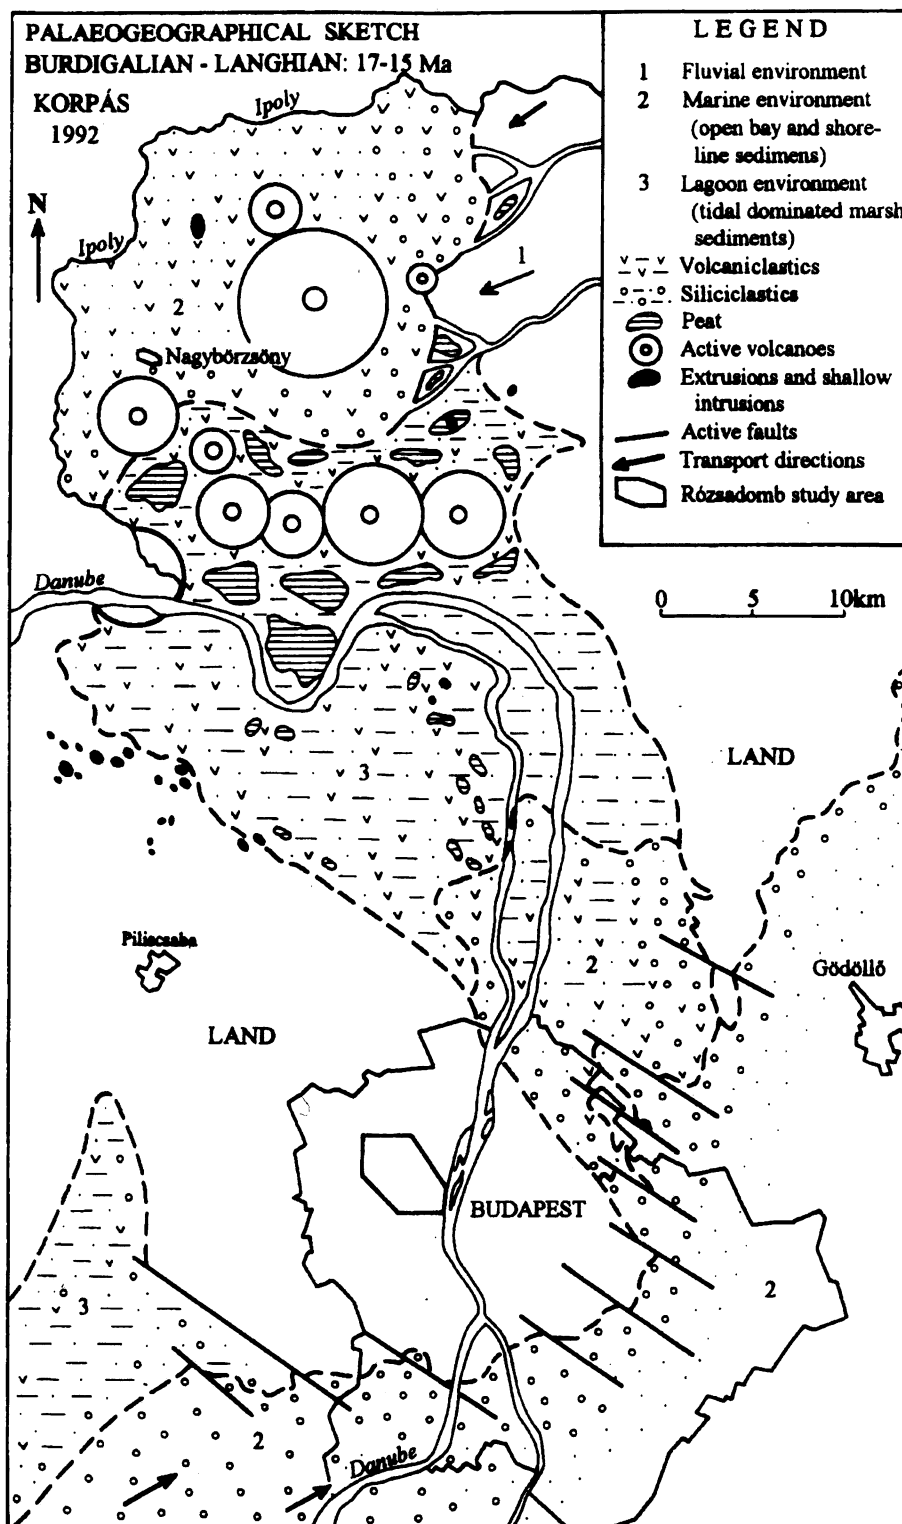 PALAEOGEOGRAPHICAL SKETCH
BURDIGALIAN - LANGHIAN: 17-15 Ma
KORPÁS
1992
N
Ipoly
Ipoly
1
2
Nagybörzsöny
Danube
3
LAND
2
Piliscsaba
Gödöllő
LAND
BUDAPEST
2
3
2
Danube
LEGEND
1 Fluvial environment
2 Marine environment
(open bay and shore-
line sedimens)
3 Lagoon environment
(tidal dominated marsh
sediments)
Volcaniclastics
Siliciclastics
Peat
Active volcanoes
Extrusions and shallow
intrusions
Active faults
Transport directions
Rózsadomb study area
0 5 10km